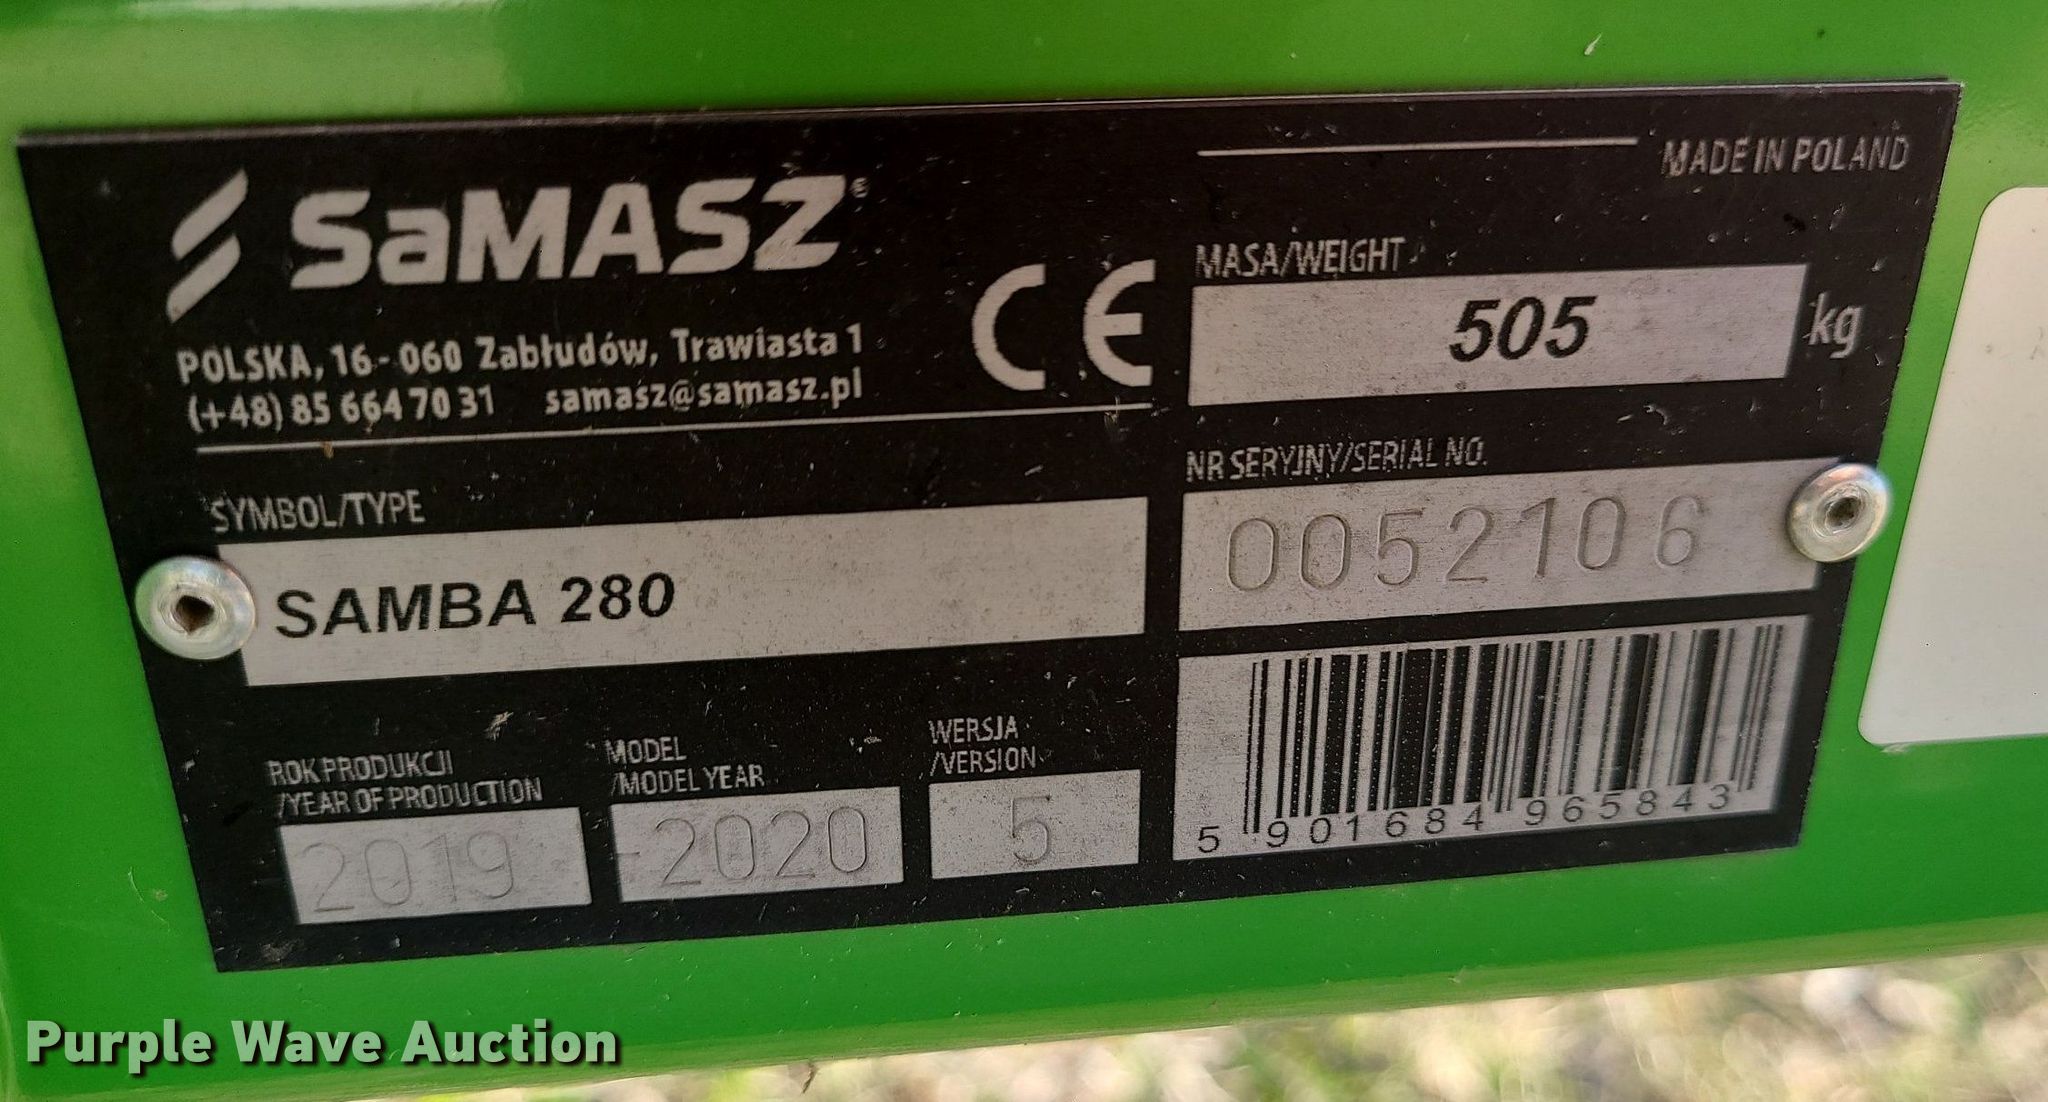 SaMASZ®
POLSKA, 16-060 Zabłudów, Trawiasta 1
(+48) 85 664 70 31 samasz@samasz.pl
CE
MADE IN POLAND
MASA/WEIGHT
505 kg
SYMBOL/TYPE
SAMBA 280
NR SERYJNY/SERIAL NO.
0052106
ROK PRODUKCJI
/YEAR OF PRODUCTION
2019
MODEL
/MODEL YEAR
2020
WERSJA
/VERSION
5
5 901684 965843
Purple Wave Auction